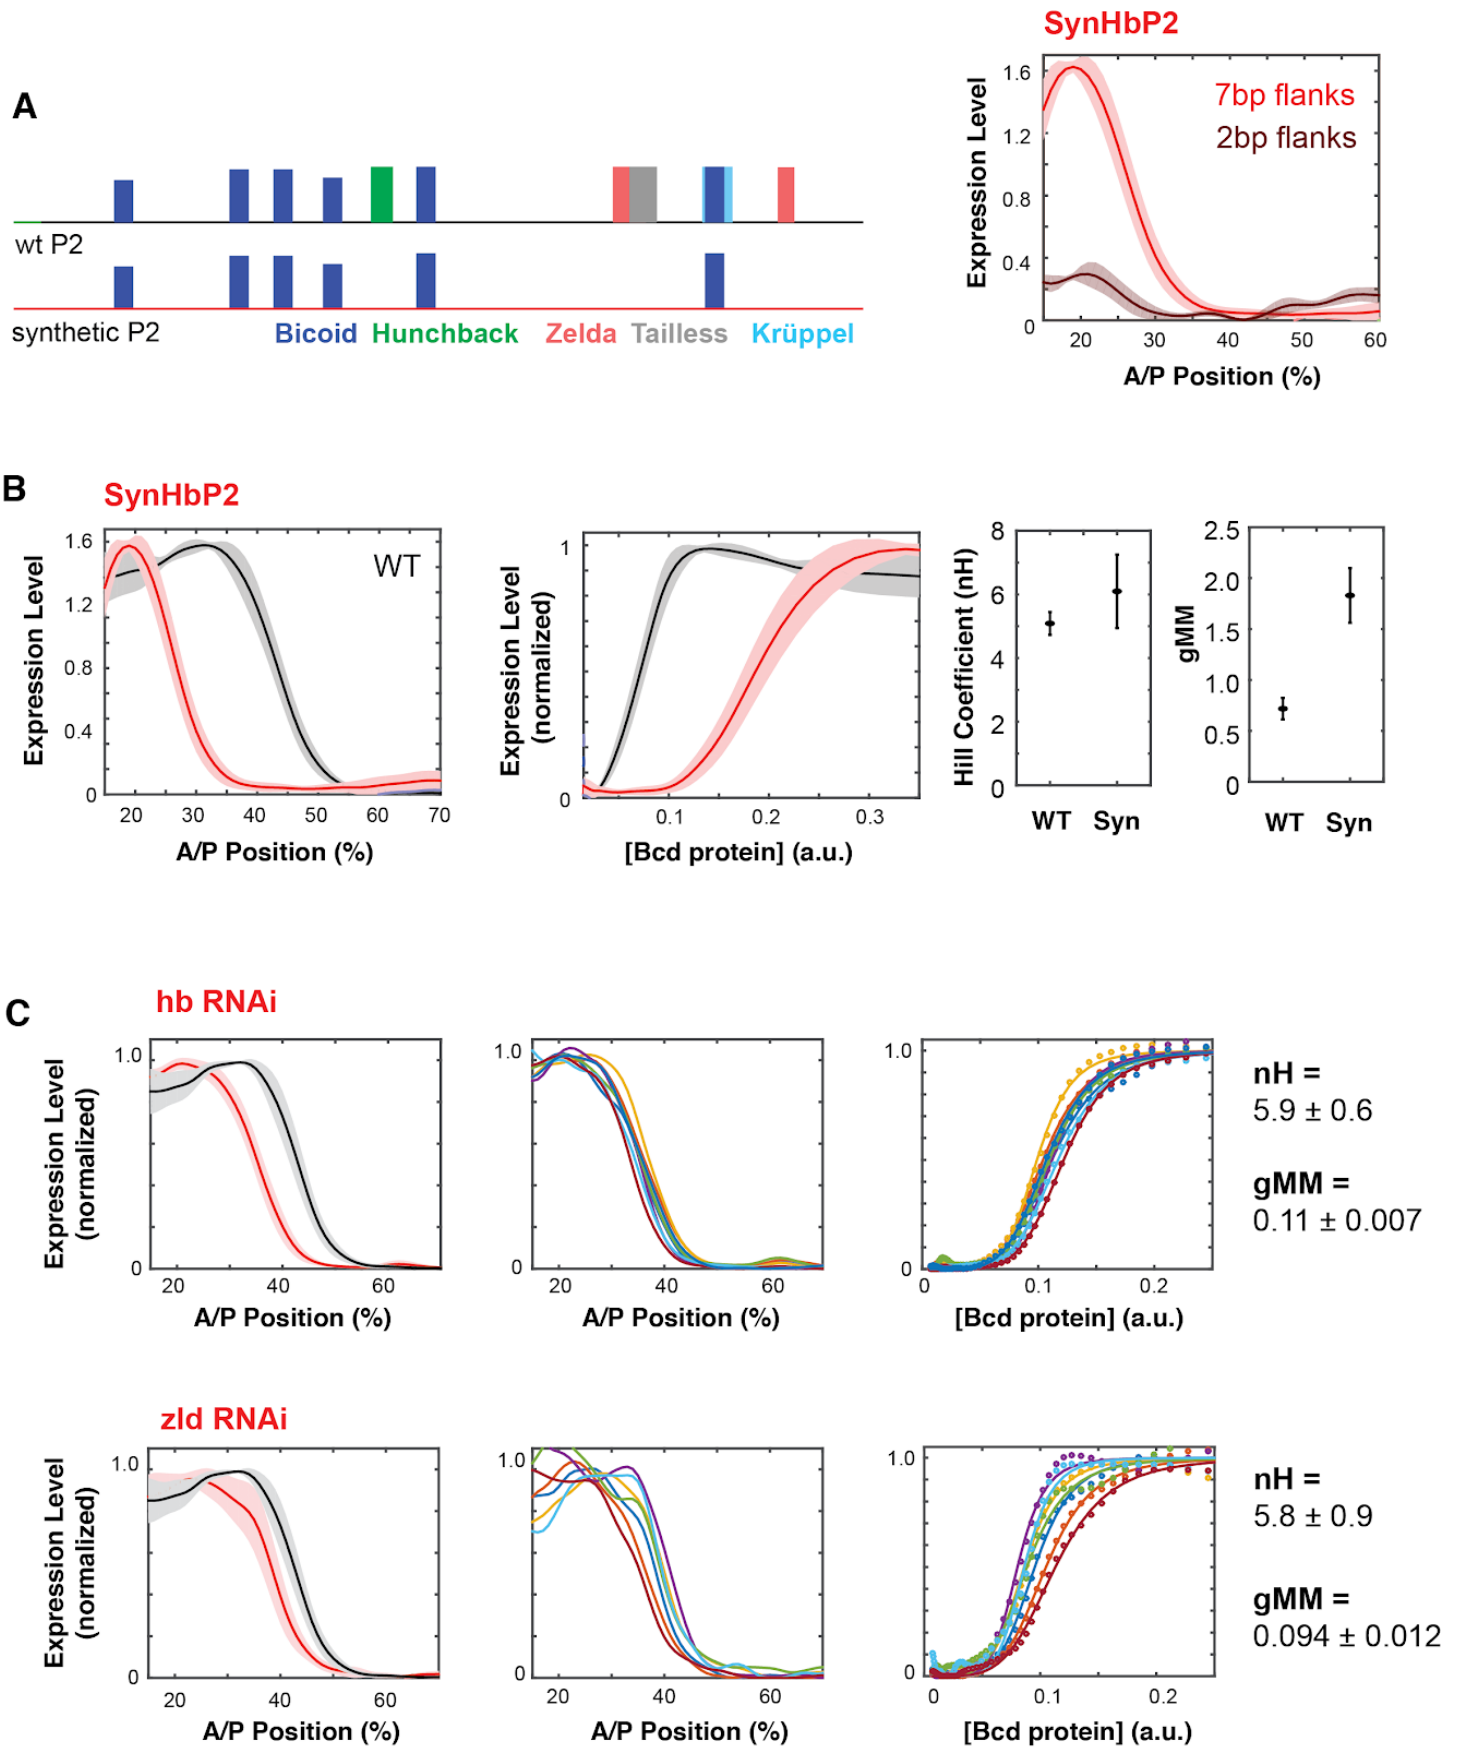 A
wt P2
synthetic P2
Bicoid Hunchback Zelda Tailless Krüppel
SynHbP2
Expression Level
1.6
1.2
0.8
0.4
0
7bp flanks
2bp flanks
20 30 40 50 60
A/P Position (%)
B
SynHbP2
Expression Level
1.6
1.2
0.8
0.4
0
WT
20 30 40 50 60 70
A/P Position (%)
Expression Level
(normalized)
1
0
0.1 0.2 0.3
[Bcd protein] (a.u.)
Hill Coefficient (nH)
8
6
4
2
0
WT Syn
gMM
2.5
2.0
1.5
1.0
0.5
0
WT Syn
C
hb RNAi
Expression Level
(normalized)
1.0
0
20 40 60
A/P Position (%)
1.0
0
20 40 60
A/P Position (%)
1.0
0
0 0.1 0.2
[Bcd protein] (a.u.)
nH =
5.9 ± 0.6
gMM =
0.11 ± 0.007
zld RNAi
Expression Level
(normalized)
1.0
0
20 40 60
A/P Position (%)
1.0
0
20 40 60
A/P Position (%)
1.0
0
0 0.1 0.2
[Bcd protein] (a.u.)
nH =
5.8 ± 0.9
gMM =
0.094 ± 0.012